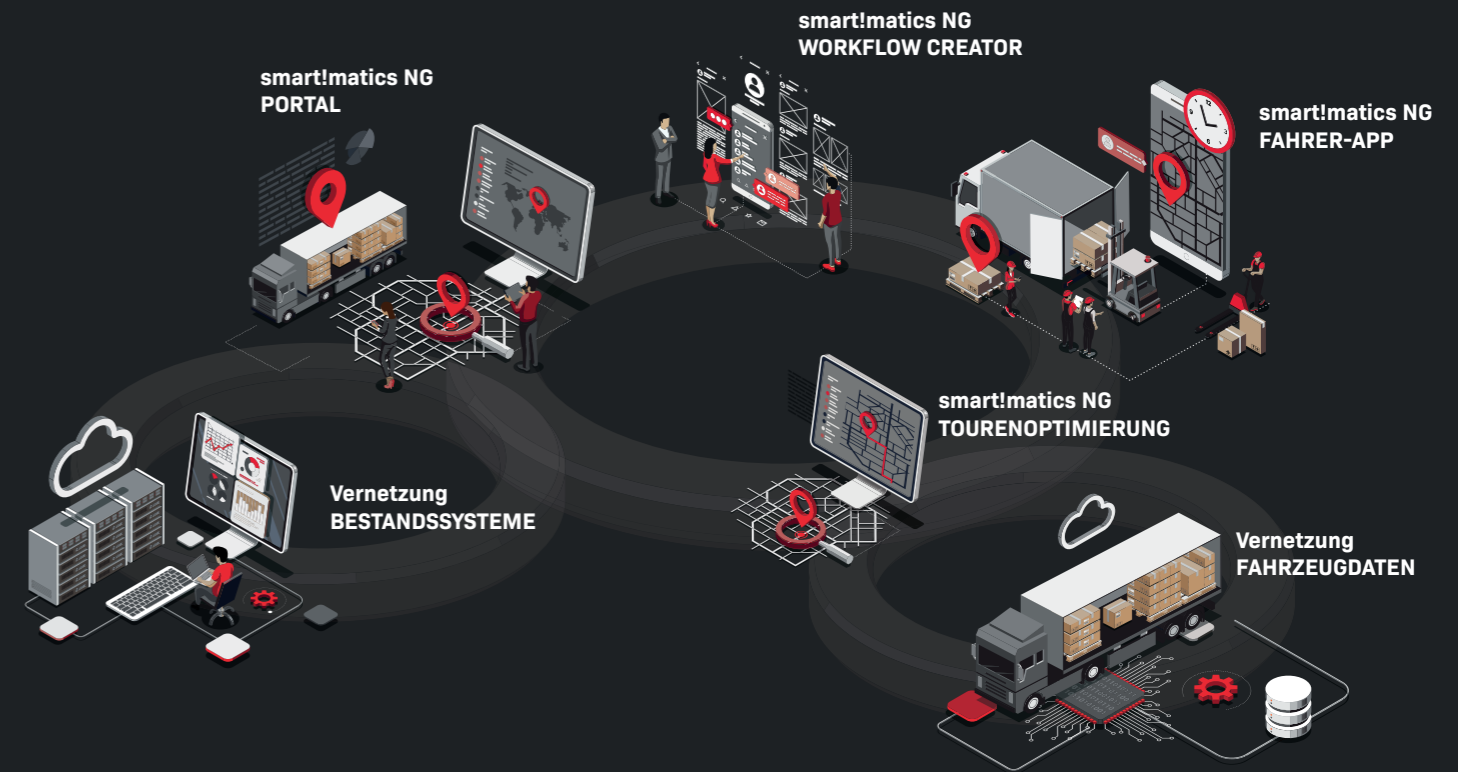 smart!matics NG
WORKFLOW CREATOR
smart!matics NG
PORTAL
smart!matics NG
FAHRER-APP
smart!matics NG
TOURENOPTIMIERUNG
Vernetzung
BESTANDSSYSTEME
Vernetzung
FAHRZEUGDATEN